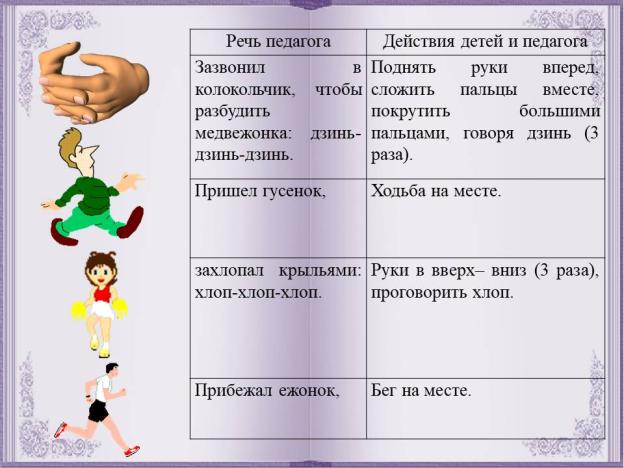 Речь педагога
Действия детей и педагога
Зазвонил в
колокольчик, чтобы
разбудить
медвежонка: дзинь-
дзинь-дзинь.
Поднять руки вперед,
сложить пальцы вместе,
покрутить большими
пальцами, говоря дзинь (3
раза).
Пришел гусенок,
Ходьба на месте.
захлопал крыльями:
хлоп-хлоп-хлоп.
Руки в вверх– вниз (3 раза),
проговорить хлоп.
Прибежал ежонок,
Бег на месте.